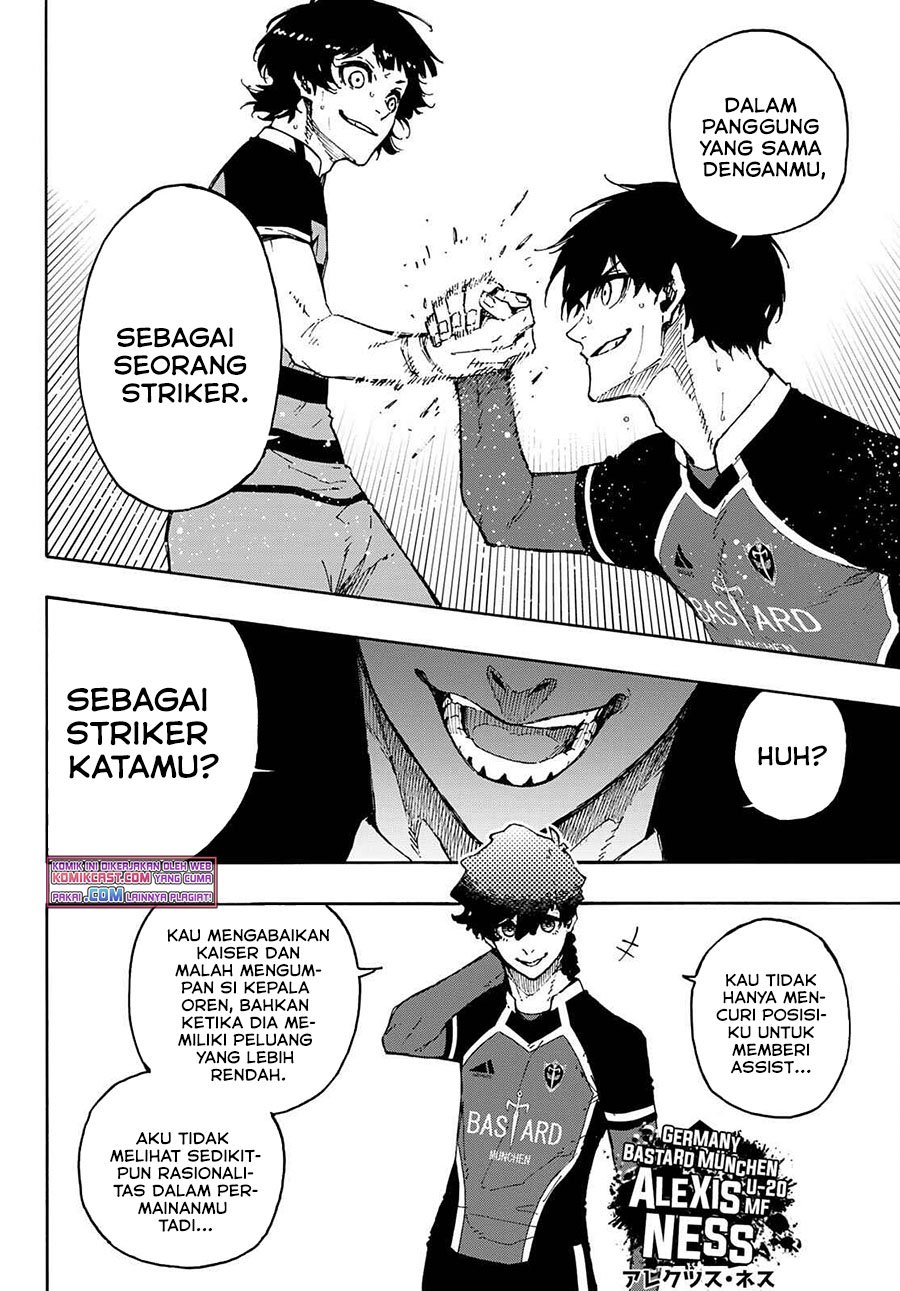 DALAM
PANGGUNG
YANG SAMA
DENGANMU,
SEBAGAI
SEORANG
STRIKER.
BASTARD
MÜNCHEN
HUH?
SEBAGAI
STRIKER
KATAMU?
KOMIK INI DIKERJAKAN OLEH WEB
KOMIKCAST.COM YANG CUMA
PAKAI .COM LAINNYA PLAGIAT!
KAU TIDAK
HANYA MEN-
CURI POSISI-
KU UNTUK
MEMBERI
ASSIST...
KAU MENGABAIKAN
KAISER DAN
MALAH MENGUM-
PAN SI KEPALA
OREN, BAHKAN
KETIKA DIA ME-
MILIKI PELUANG
YANG LEBIH
RENDAH.
AKU TIDAK
MELIHAT SEDIKIT-
PUN RASIONALI-
TAS DALAM PER-
MAINANMU
TADI...
BASTARD
MÜNCHEN
GERMANY
BASTARD MÜNCHEN
U-20
MF
ALEXIS
NESS
アレクシス・ネス